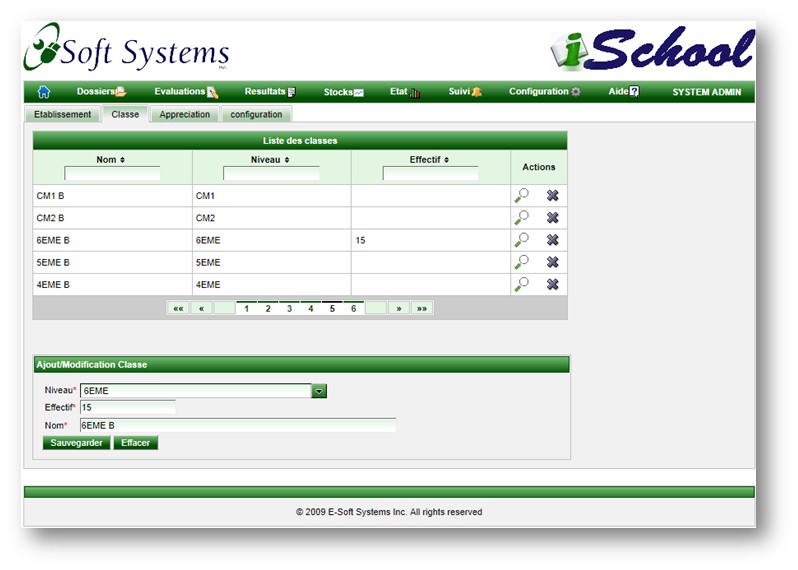 Soft Systems Inc.
iSchool
Dossiers Evaluations Resultats Stocks Etat Suivi Configuration Aide ? SYSTEM ADMIN
Etablissement Classe Appreciation configuration
Liste des classes
Nom Niveau Effectif Actions
CM1 B CM1
CM2 B CM2
6EME B 6EME 15
5EME B 5EME
4EME B 4EME
«« « 1 2 3 4 5 6 » »»
Ajout/Modification Classe
Niveau* 6EME
Effectif* 15
Nom* 6EME B
Sauvegarder Effacer
© 2009 E-Soft Systems Inc. All rights reserved